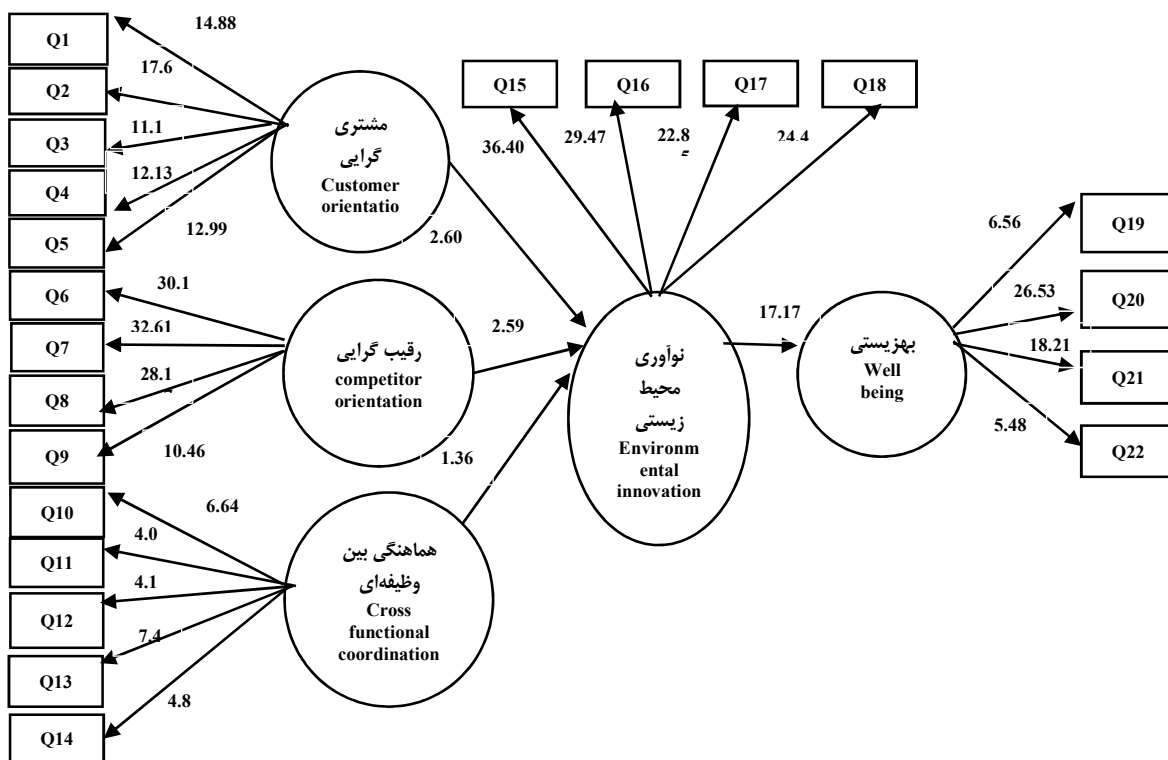 Q1
Q2
Q3
Q4
Q5
Q6
Q7
Q8
Q9
Q10
Q11
Q12
Q13
Q14
14.88
17.6
11.1
12.13
12.99
30.1
32.61
28.1
10.46
6.64
4.0
4.1
7.4
4.8
مشتری
گرایی
Customer
orientatio
2.60
رقیب گرایی
competitor
orientation
2.59
1.36
هماهنگی بین
وظیفه‌ای
Cross
functional
coordination
Q15
Q16
Q17
Q18
36.40
29.47
22.8
24.4
نوآوری
محیط
زیستی
Environm
ental
innovation
17.17
بهزیستی
Well
being
6.56
26.53
18.21
5.48
Q19
Q20
Q21
Q22